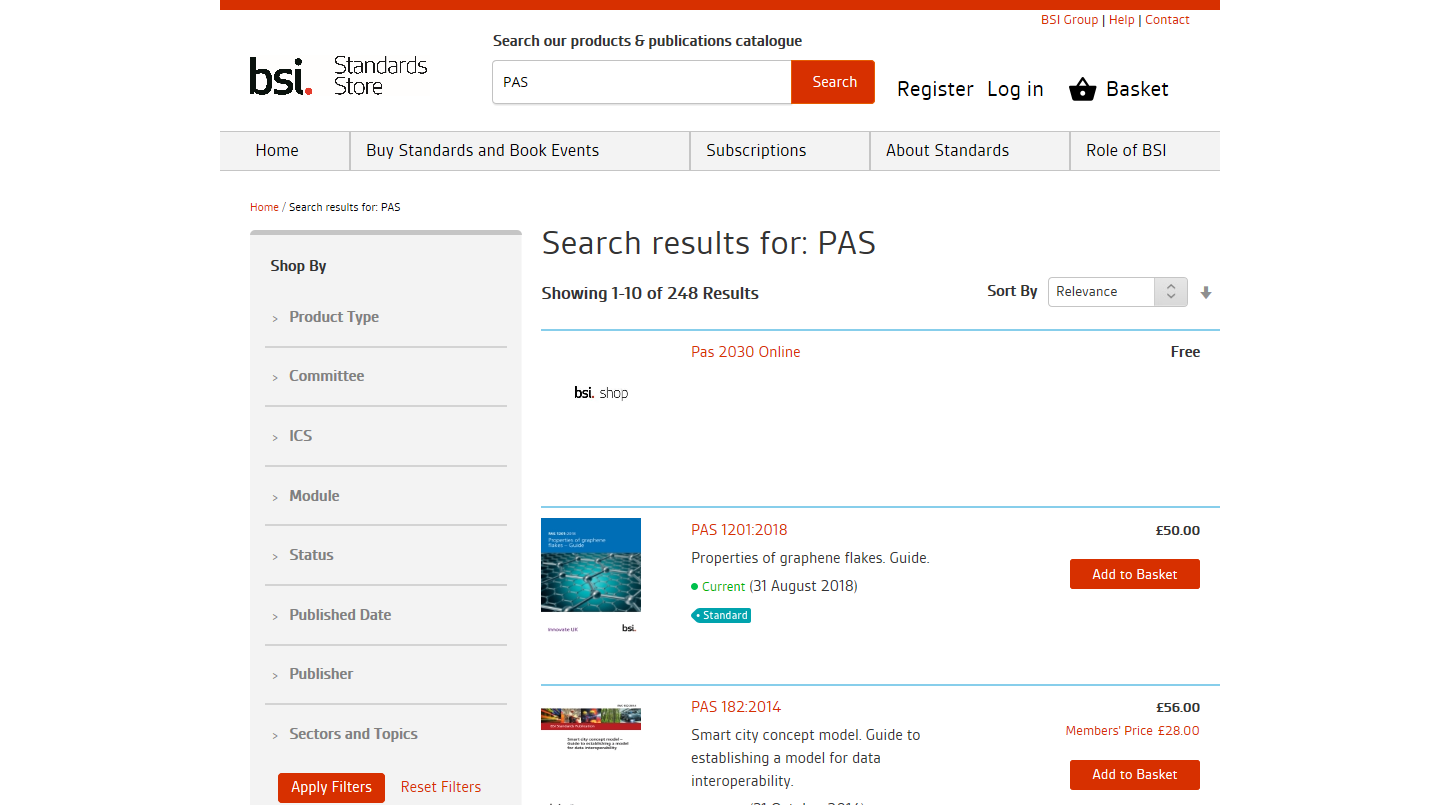 BSI Group | Help | Contact
Search our products & publications catalogue
bsi. Standards
Store
PAS
Search
Register
Log in
Basket
Home
Buy Standards and Book Events
Subscriptions
About Standards
Role of BSI
Home / Search results for: PAS
Shop By
> Product Type
> Committee
> ICS
> Module
> Status
> Published Date
> Publisher
> Sectors and Topics
Apply Filters
Reset Filters
Search results for: PAS
Showing 1-10 of 248 Results
Sort By
Relevance
Pas 2030 Online
Free
bsi. shop
PAS 1201:2018
Properties of graphene
flakes – Guide
Innovate UK
bsi.
PAS 1201:2018
£50.00
Properties of graphene flakes. Guide.
Current (31 August 2018)
Standard
Add to Basket
PAS 182:2014
BSI Standards Publication
Smart city concept model –
Guide to establishing a model
for data interoperability
PAS 182:2014
£56.00
Members' Price £28.00
Smart city concept model. Guide to
establishing a model for data
interoperability.
Add to Basket
(31 October 2014)